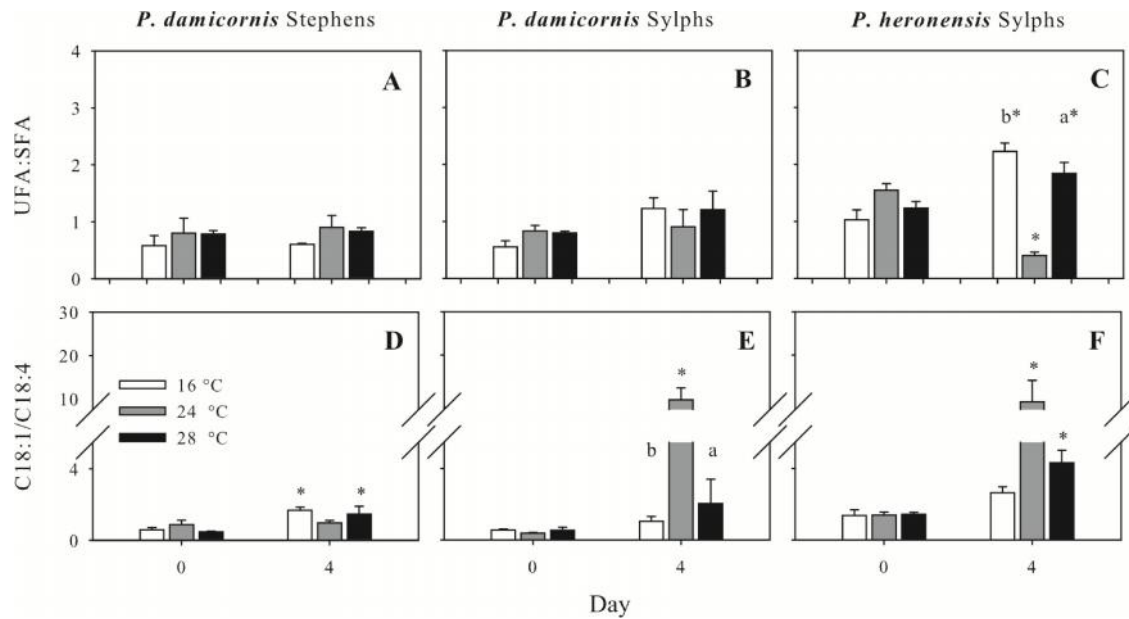 P. damicornis Stephens
P. damicornis Sylphs
P. heronensis Sylphs
UFA:SFA
4
3
2
1
0
A
B
C
b*
*
a*
C18:1/C18:4
30
20
10
4
0
D
E
F
16 °C
24 °C
28 °C
*
*
b
*
a
*
*
0
4
0
4
0
4
Day